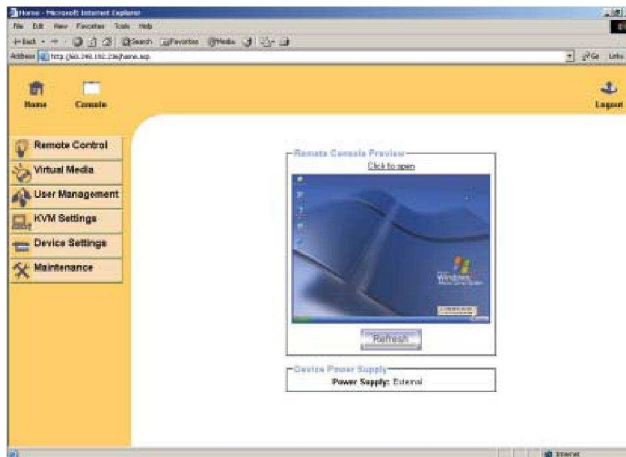 Home - Microsoft Internet Explorer
File Edit View Favorites Tools Help
Back Search Favorites Media
Address
Go Links
Home Console Logout
Remote Control
Virtual Media
User Management
KVM Settings
Device Settings
Maintenance
Remote Console Preview
Click to open
Windows
Refresh
Device Power Supply
Power Supply: External
Internet